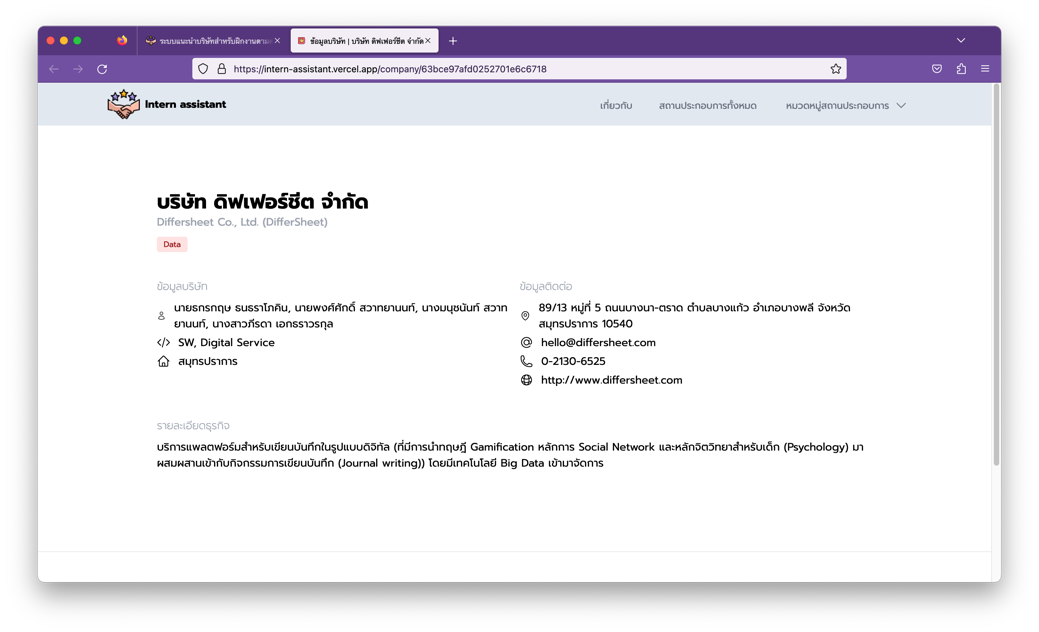 ระบบแนะนำบริษัทสำหรับฝึกงานตาม
ข้อมูลบริษัท | บริษัท ดิฟเฟอร์ชีต จำกัด
https://intern-assistant.vercel.app/company/63bce97afd0252701e6c6718
Intern assistant
เกี่ยวกับ
สถานประกอบการทั้งหมด
หมวดหมู่สถานประกอบการ
บริษัท ดิฟเฟอร์ชีต จำกัด
Differsheet Co., Ltd. (DifferSheet)
Data
ข้อมูลบริษัท
นายธกรกฤษ ธนธราโภคิน, นายพงศ์ศักดิ์ สวาทยานนท์, นางมนุชนันท์ สวาท
ยานนท์, นางสาวภีรดา เอกธราวรกุล
SW, Digital Service
สมุทรปราการ
ข้อมูลติดต่อ
89/13 หมู่ที่ 5 ถนนบางนา-ตราด ตำบลบางแก้ว อำเภอบางพลี จังหวัด
สมุทรปราการ 10540
hello@differsheet.com
0-2130-6525
http://www.differsheet.com
รายละเอียดธุรกิจ
บริการแพลตฟอร์มสำหรับเขียนบันทึกในรูปแบบดิจิทัล (ที่มีการนำทฤษฎี Gamification หลักการ Social Network และหลักจิตวิทยาสำหรับเด็ก (Psychology) มา
ผสมผสานเข้ากับกิจกรรมการเขียนบันทึก (Journal writing)) โดยมีเทคโนโลยี Big Data เข้ามาจัดการ